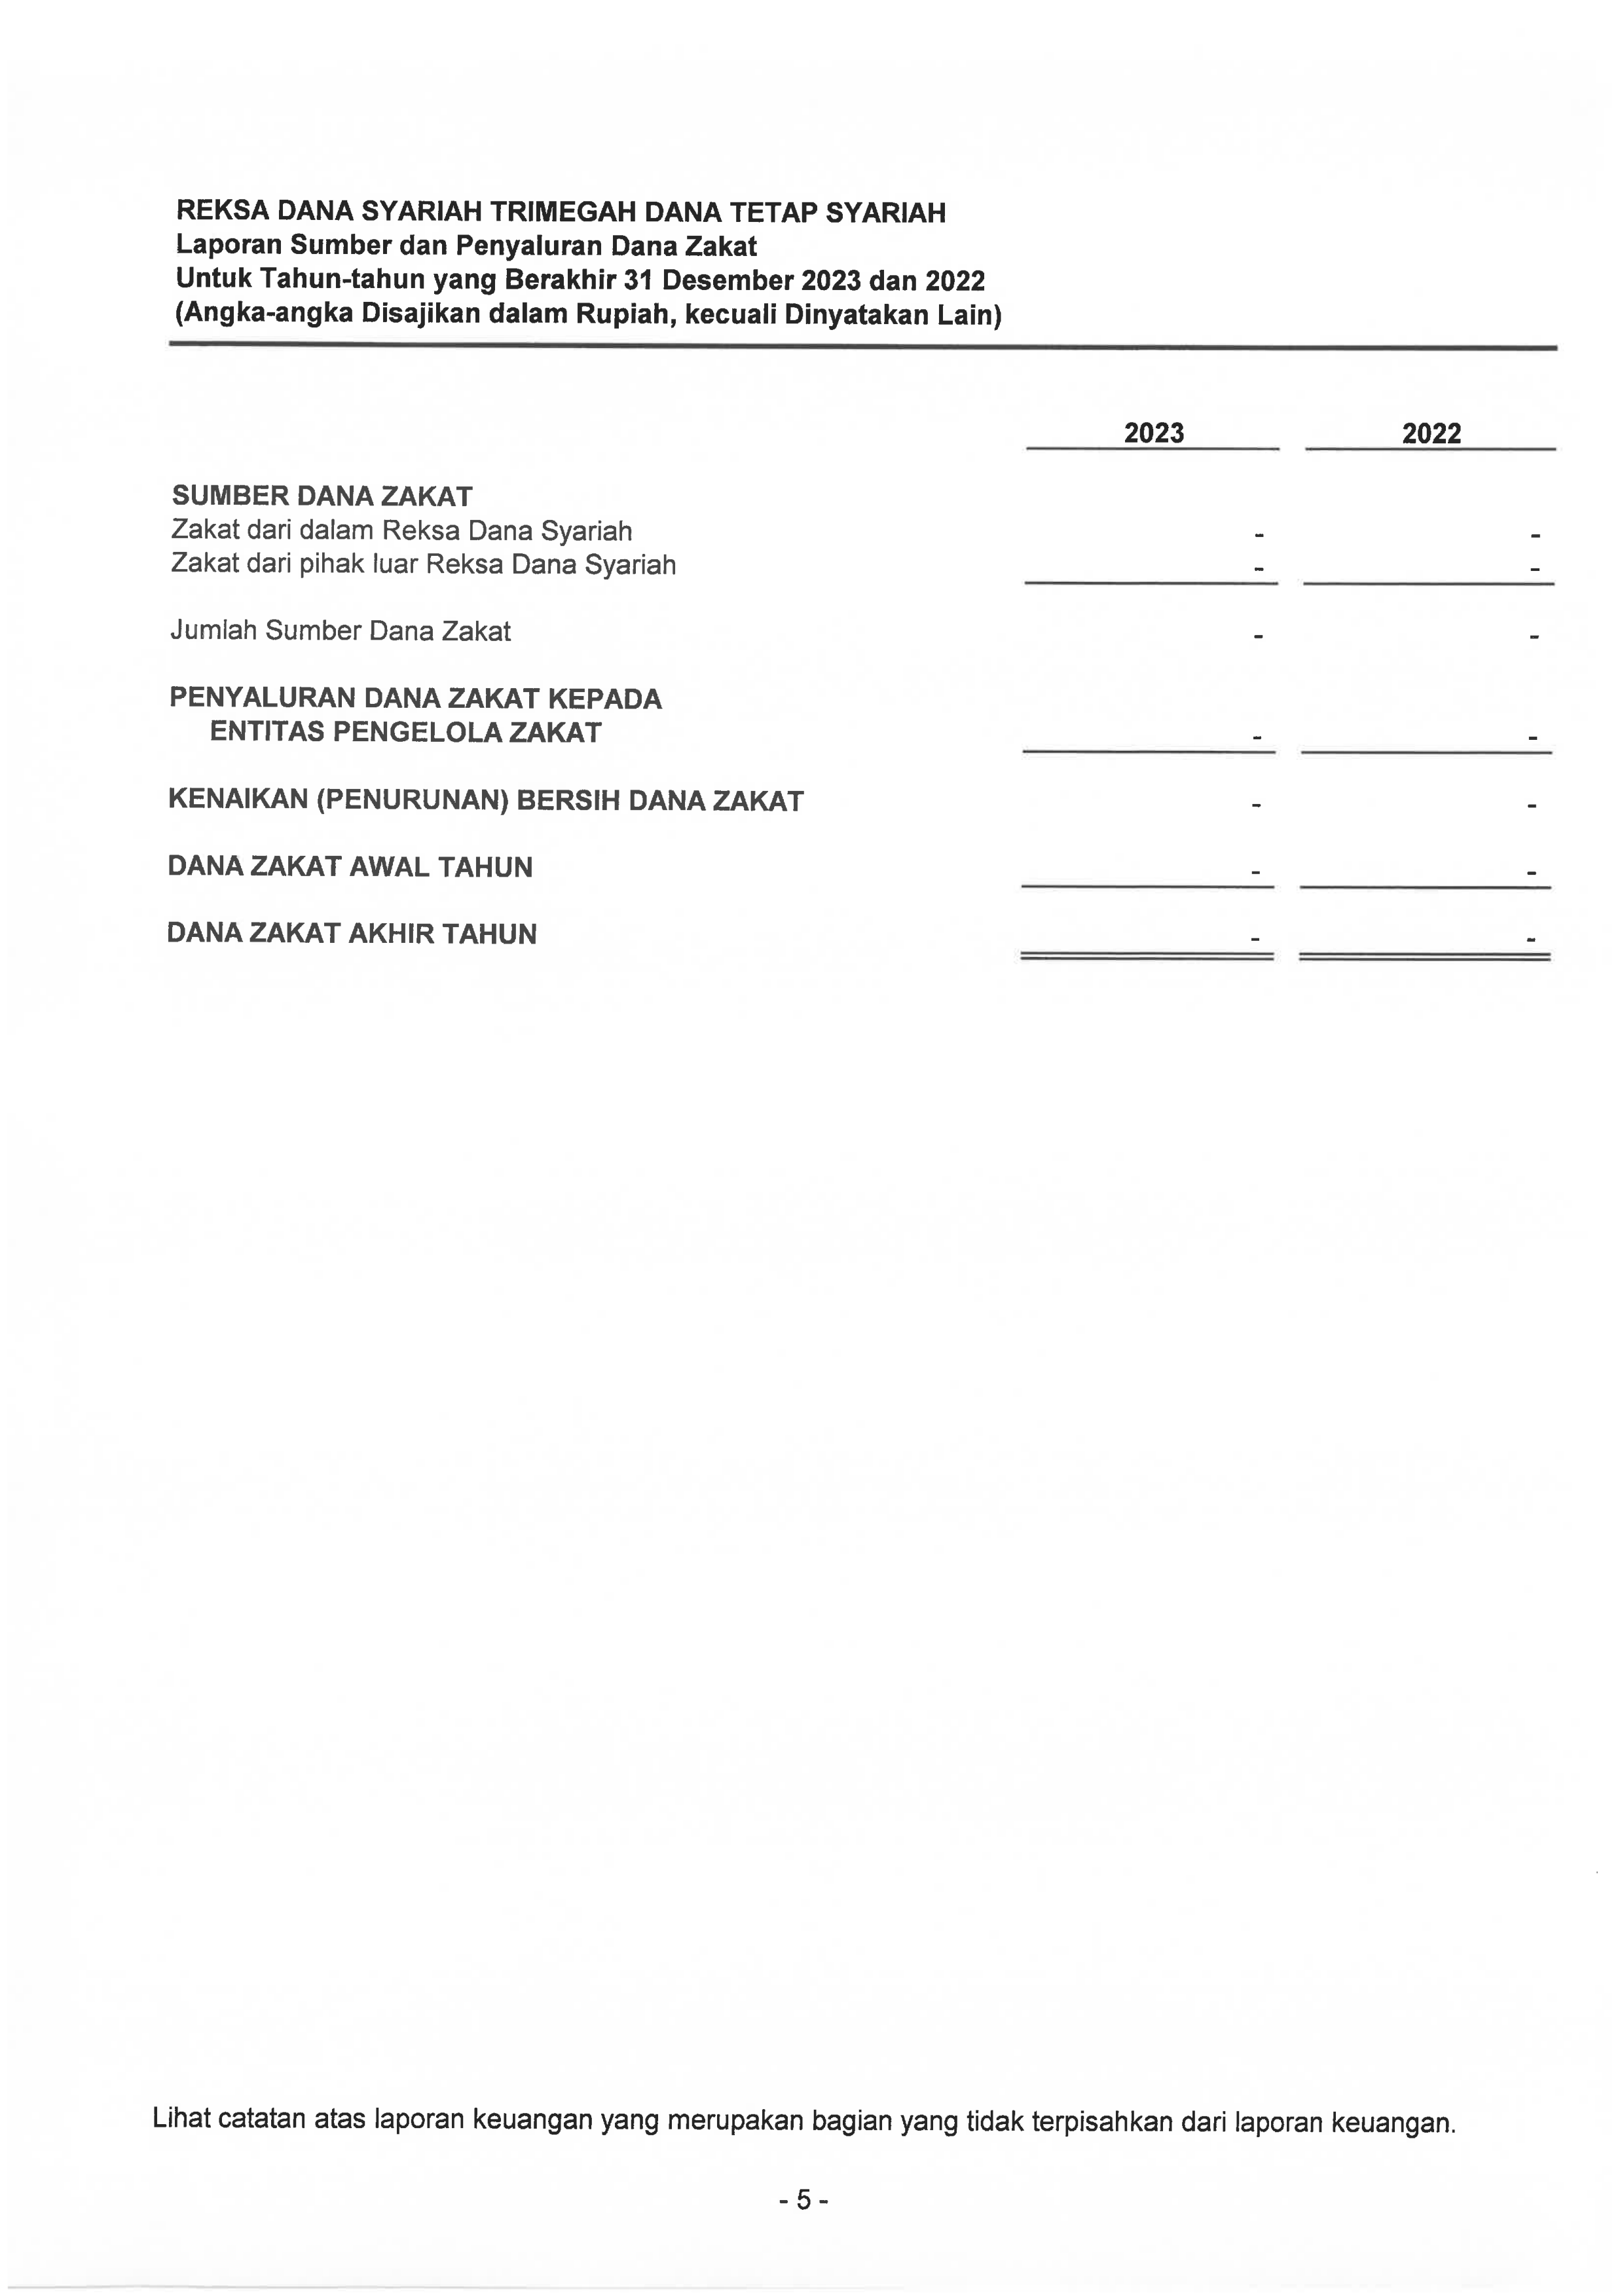 REKSA DANA SYARIAH TRIMEGAH DANA TETAP SYARIAH
Laporan Sumber dan Penyaluran Dana Zakat
Untuk Tahun-tahun yang Berakhir 31 Desember 2023 dan 2022
(Angka-angka Disajikan dalam Rupiah, kecuali Dinyatakan Lain)
2023 2022
SUMBER DANA ZAKAT
Zakat dari dalam Reksa Dana Syariah - -
Zakat dari pihak luar Reksa Dana Syariah - -
Jumlah Sumber Dana Zakat - -
PENYALURAN DANA ZAKAT KEPADA
ENTITAS PENGELOLA ZAKAT - -
KENAIKAN (PENURUNAN) BERSIH DANA ZAKAT - -
DANA ZAKAT AWAL TAHUN - -
DANA ZAKAT AKHIR TAHUN - -
Lihat catatan atas laporan keuangan yang merupakan bagian yang tidak terpisahkan dari laporan keuangan.
- 5 -